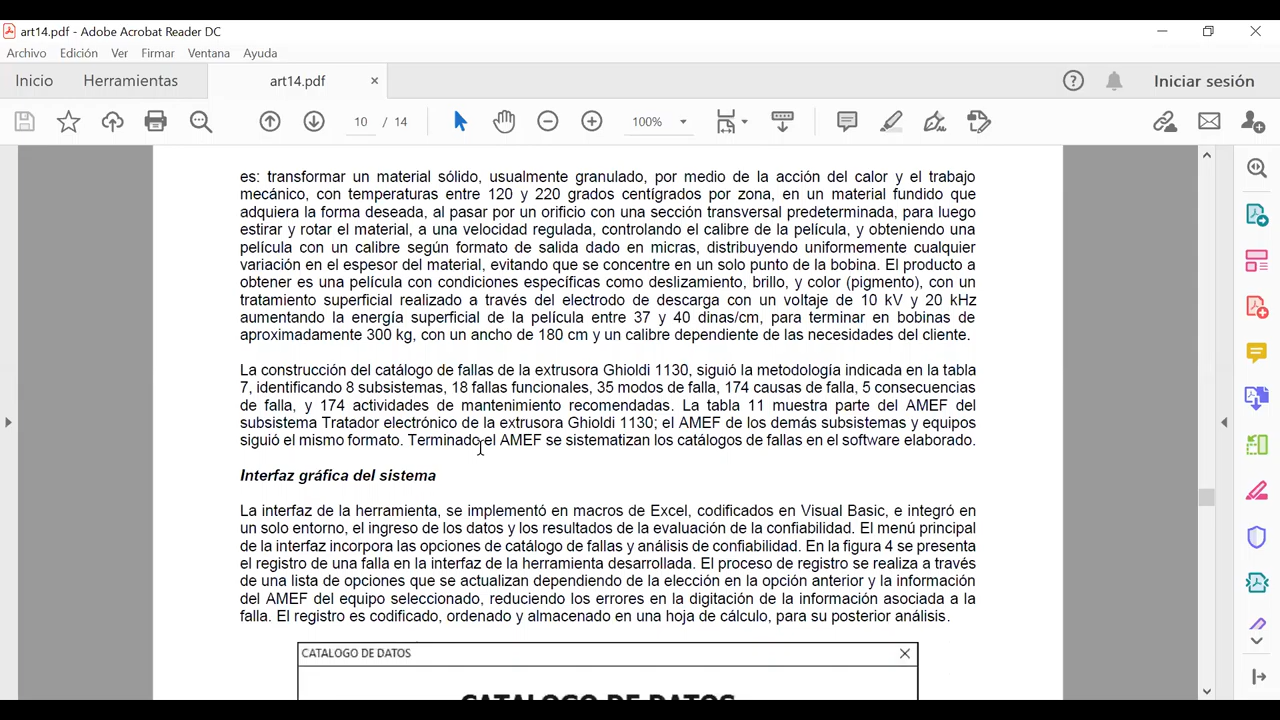 art14.pdf - Adobe Acrobat Reader DC
Archivo Edición Ver Firmar Ventana Ayuda
Inicio Herramientas art14.pdf × Iniciar sesión
10 / 14 100%
es: transformar un material sólido, usualmente granulado, por medio de la acción del calor y el trabajo
mecánico, con temperaturas entre 120 y 220 grados centígrados por zona, en un material fundido que
adquiera la forma deseada, al pasar por un orificio con una sección transversal predeterminada, para luego
estirar y rotar el material, a una velocidad regulada, controlando el calibre de la película, y obteniendo una
película con un calibre según formato de salida dado en micras, distribuyendo uniformemente cualquier
variación en el espesor del material, evitando que se concentre en un solo punto de la bobina. El producto a
obtener es una película con condiciones específicas como deslizamiento, brillo, y color (pigmento), con un
tratamiento superficial realizado a través del electrodo de descarga con un voltaje de 10 kV y 20 kHz
aumentando la energía superficial de la película entre 37 y 40 dinas/cm, para terminar en bobinas de
aproximadamente 300 kg, con un ancho de 180 cm y un calibre dependiente de las necesidades del cliente.
La construcción del catálogo de fallas de la extrusora Ghioldi 1130, siguió la metodología indicada en la tabla
7, identificando 8 subsistemas, 18 fallas funcionales, 35 modos de falla, 174 causas de falla, 5 consecuencias
de falla, y 174 actividades de mantenimiento recomendadas. La tabla 11 muestra parte del AMEF del
subsistema Tratador electrónico de la extrusora Ghioldi 1130; el AMEF de los demás subsistemas y equipos
siguió el mismo formato. Terminado el AMEF se sistematizan los catálogos de fallas en el software elaborado.
Interfaz gráfica del sistema
La interfaz de la herramienta, se implementó en macros de Excel, codificados en Visual Basic, e integró en
un solo entorno, el ingreso de los datos y los resultados de la evaluación de la confiabilidad. El menú principal
de la interfaz incorpora las opciones de catálogo de fallas y análisis de confiabilidad. En la figura 4 se presenta
el registro de una falla en la interfaz de la herramienta desarrollada. El proceso de registro se realiza a través
de una lista de opciones que se actualizan dependiendo de la elección en la opción anterior y la información
del AMEF del equipo seleccionado, reduciendo los errores en la digitación de la información asociada a la
falla. El registro es codificado, ordenado y almacenado en una hoja de cálculo, para su posterior análisis.
CATALOGO DE DATOS
CATALOGO DE DATOS